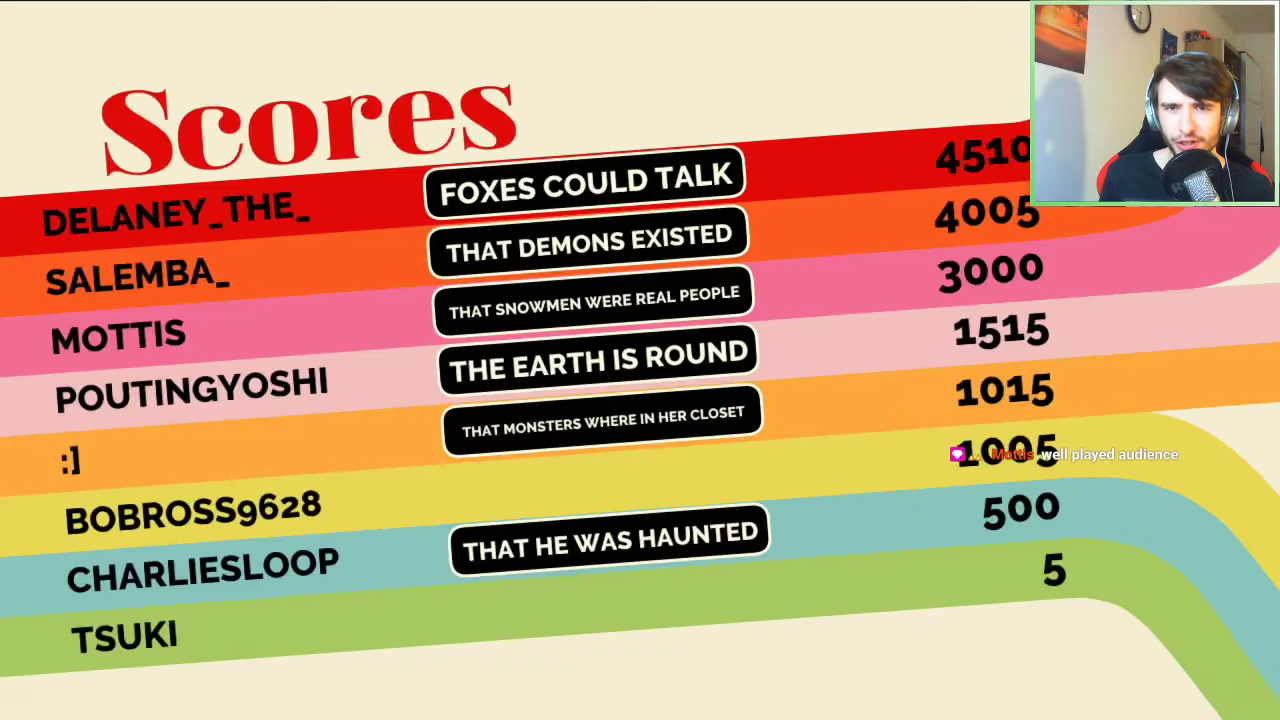 Scores
DELANEY_THE_ FOXES COULD TALK 4510
SALEMBA_ THAT DEMONS EXISTED 4005
MOTTIS THAT SNOWMEN WERE REAL PEOPLE 3000
POUTINGYOSHI THE EARTH IS ROUND 1515
:] THAT MONSTERS WHERE IN HER CLOSET 1015
BOBROSS9628 1005
Mottis well played audience
CHARLIESLOOP THAT HE WAS HAUNTED 500
TSUKI 5